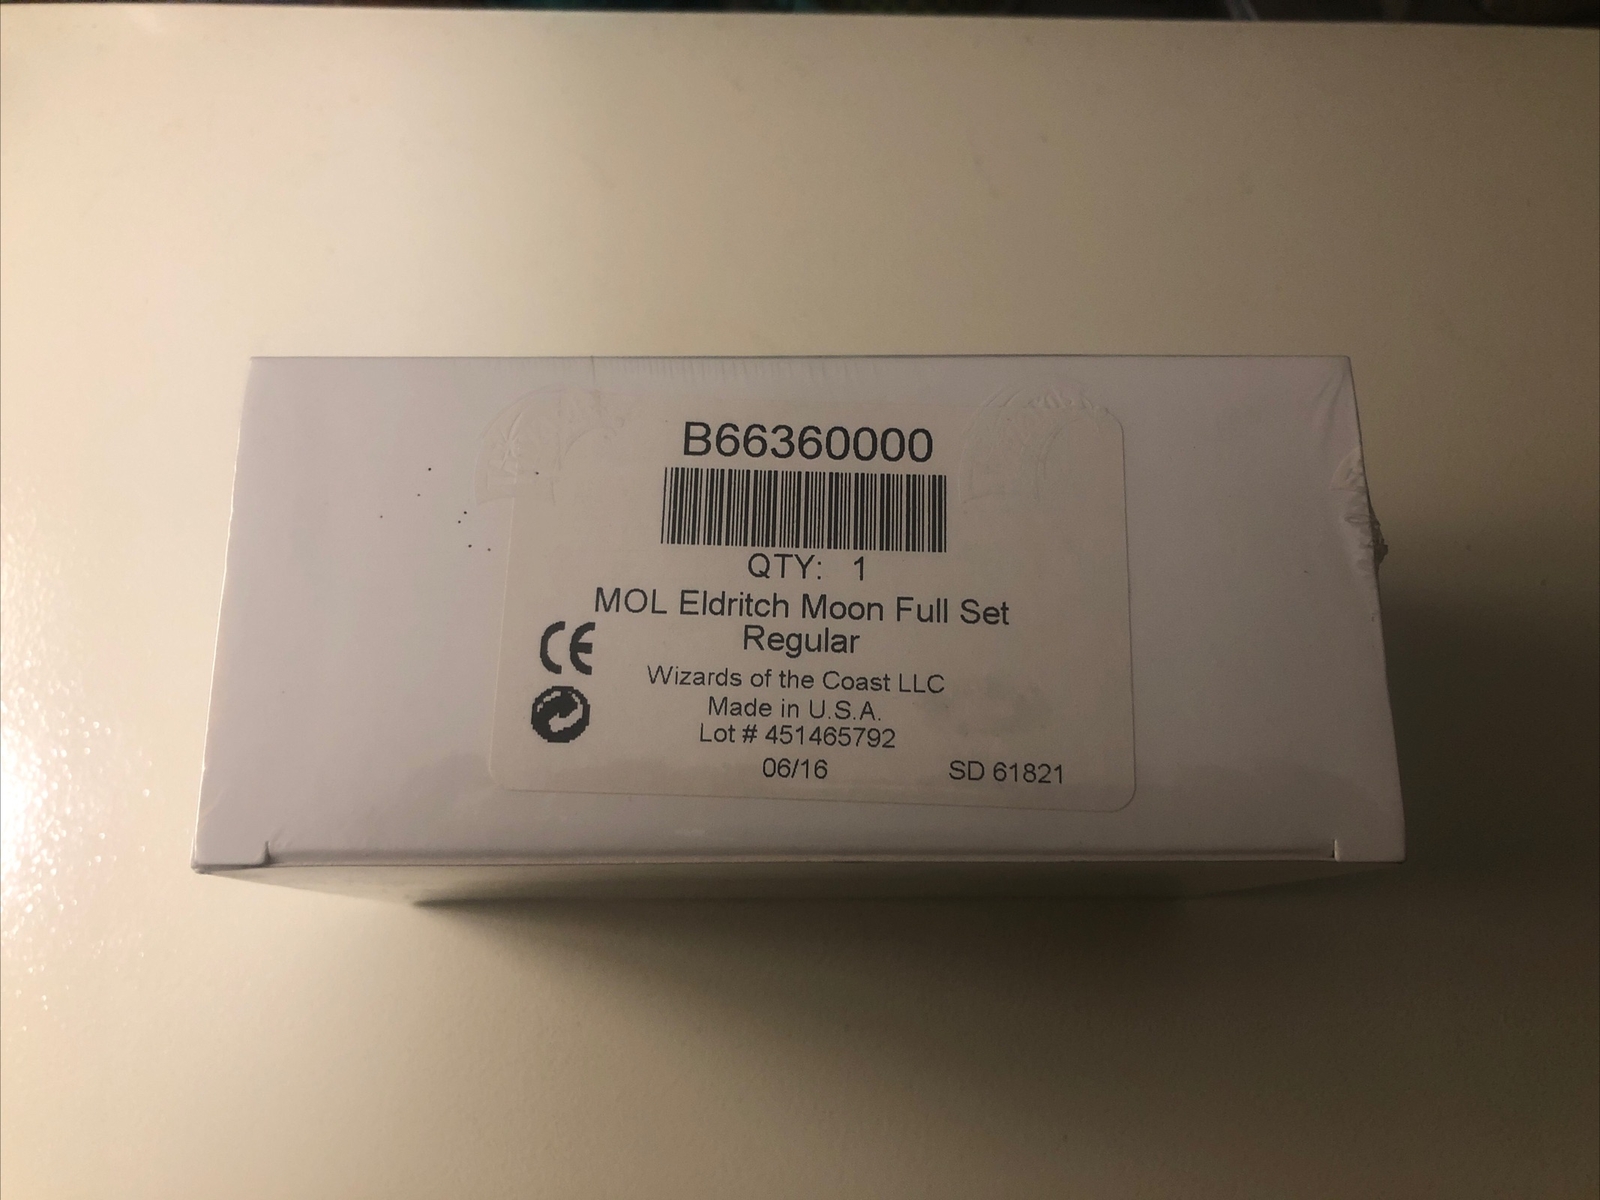 B66360000
QTY: 1
MOL Eldritch Moon Full Set
Regular
CE
Wizards of the Coast LLC
Made in U.S.A.
Lot # 451465792
06/16 SD 61821